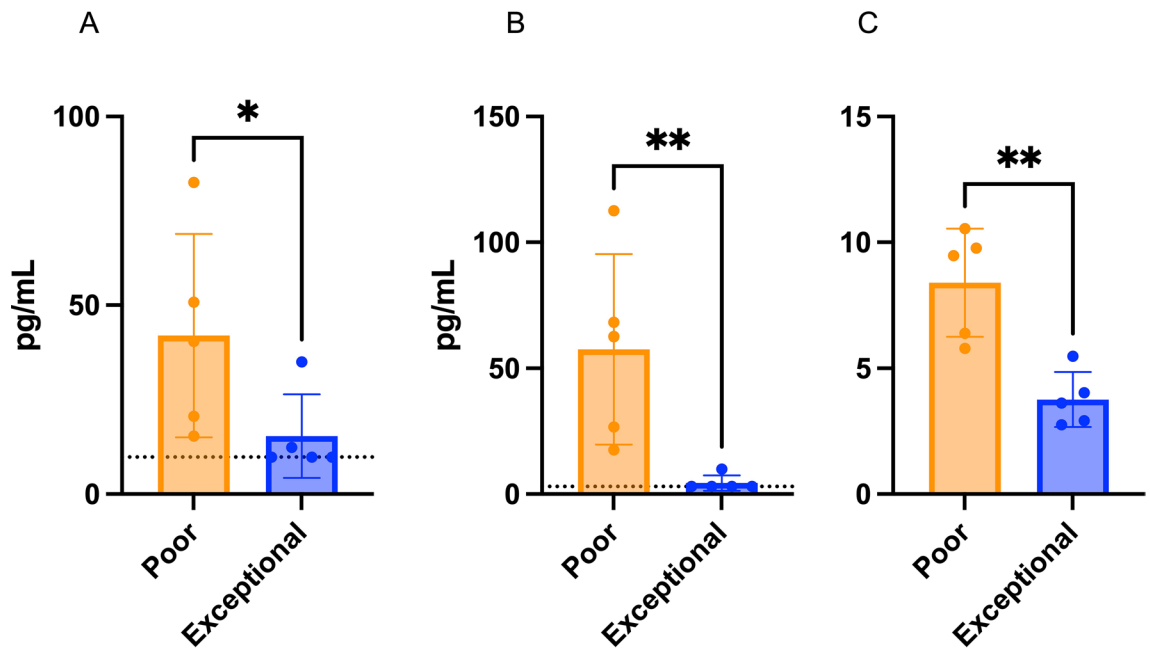 A
B
C
100
50
0
pg/mL
*
Poor
Exceptional
150
100
50
0
pg/mL
**
Poor
Exceptional
15
10
5
0
**
Poor
Exceptional